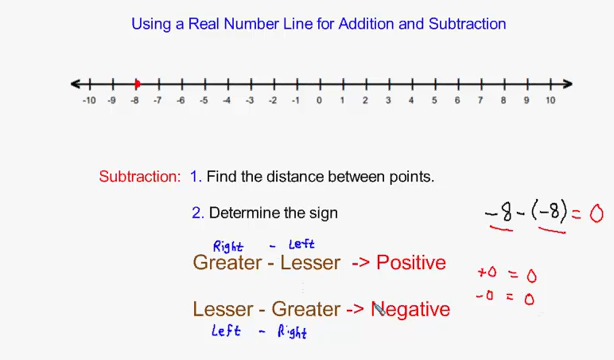 Using a Real Number Line for Addition and Subtraction
-10 -9 -8 -7 -6 -5 -4 -3 -2 -1 0 1 2 3 4 5 6 7 8 9 10
Subtraction: 1. Find the distance between points.
2. Determine the sign
-8 - (-8) = 0
Right - Left
Greater - Lesser -> Positive
+0 = 0
-0 = 0
Lesser - Greater -> Negative
Left - Right